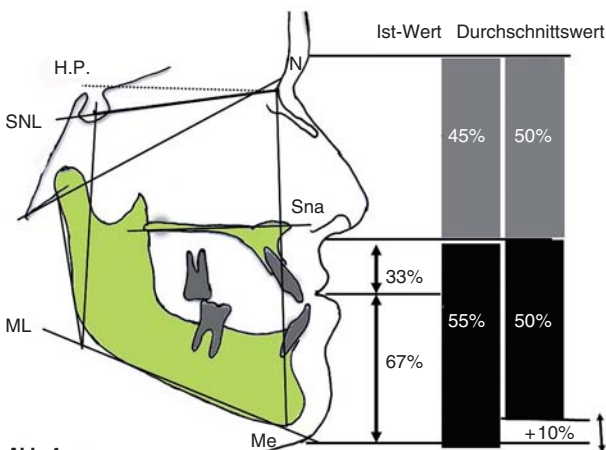 Ist-Wert Durchschnittswert
H.P.
N
SNL
45% 50%
Sna
33%
ML
55% 50%
67%
+10%
Me